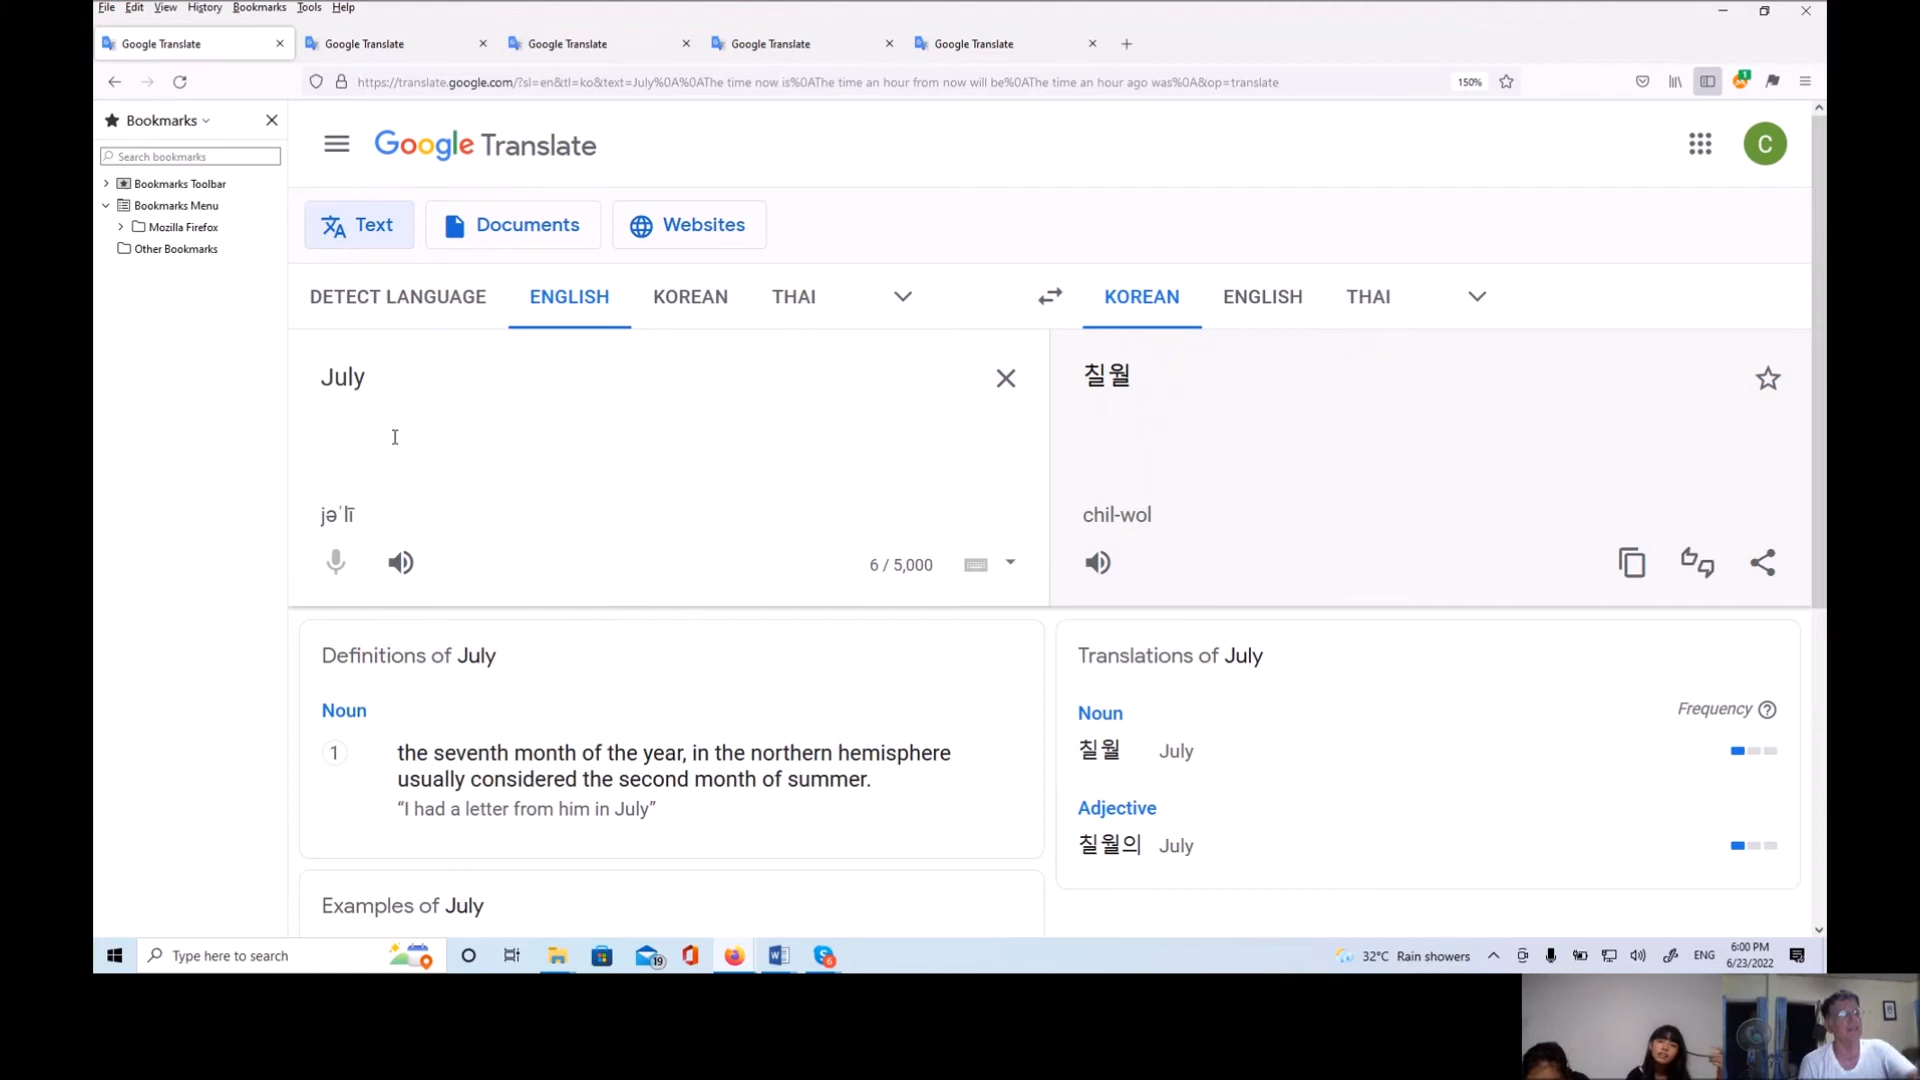 File Edit View History Bookmarks Tools Help
Google Translate Google Translate Google Translate Google Translate Google Translate
https://translate.google.com/?sl=en&tl=ko&text=July%0A%0AThe time now is%0AThe time an hour from now will be%0AThe time an hour ago was%0A&op=translate 150% 1
Bookmarks
Search bookmarks
Bookmarks Toolbar
Bookmarks Menu
Mozilla Firefox
Other Bookmarks
Google Translate C
Text Documents Websites
DETECT LANGUAGE ENGLISH KOREAN THAI KOREAN ENGLISH THAI
July 칠월
jəˈlī chil-wol
6 / 5,000
Definitions of July
Noun
1 the seventh month of the year, in the northern hemisphere
usually considered the second month of summer.
“I had a letter from him in July”
Examples of July
Translations of July
Noun Frequency ?
칠월 July
Adjective
칠월의 July
Type here to search 19 6 32°C Rain showers ENG 6:00 PM
6/23/2022